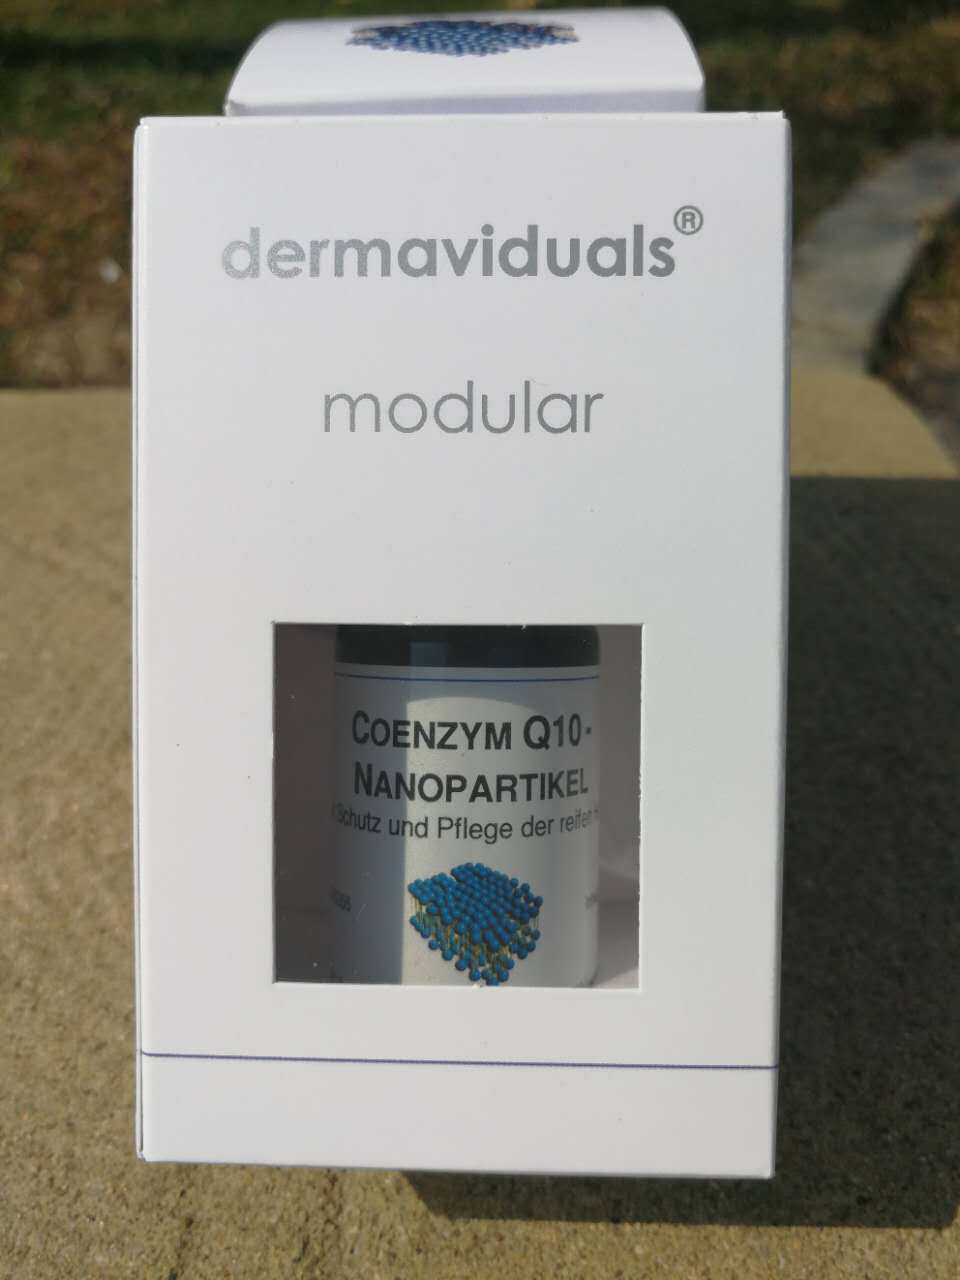 dermaviduals®
modular
COENZYM Q10-
NANOPARTIKEL
Schutz und Pflege der reifen